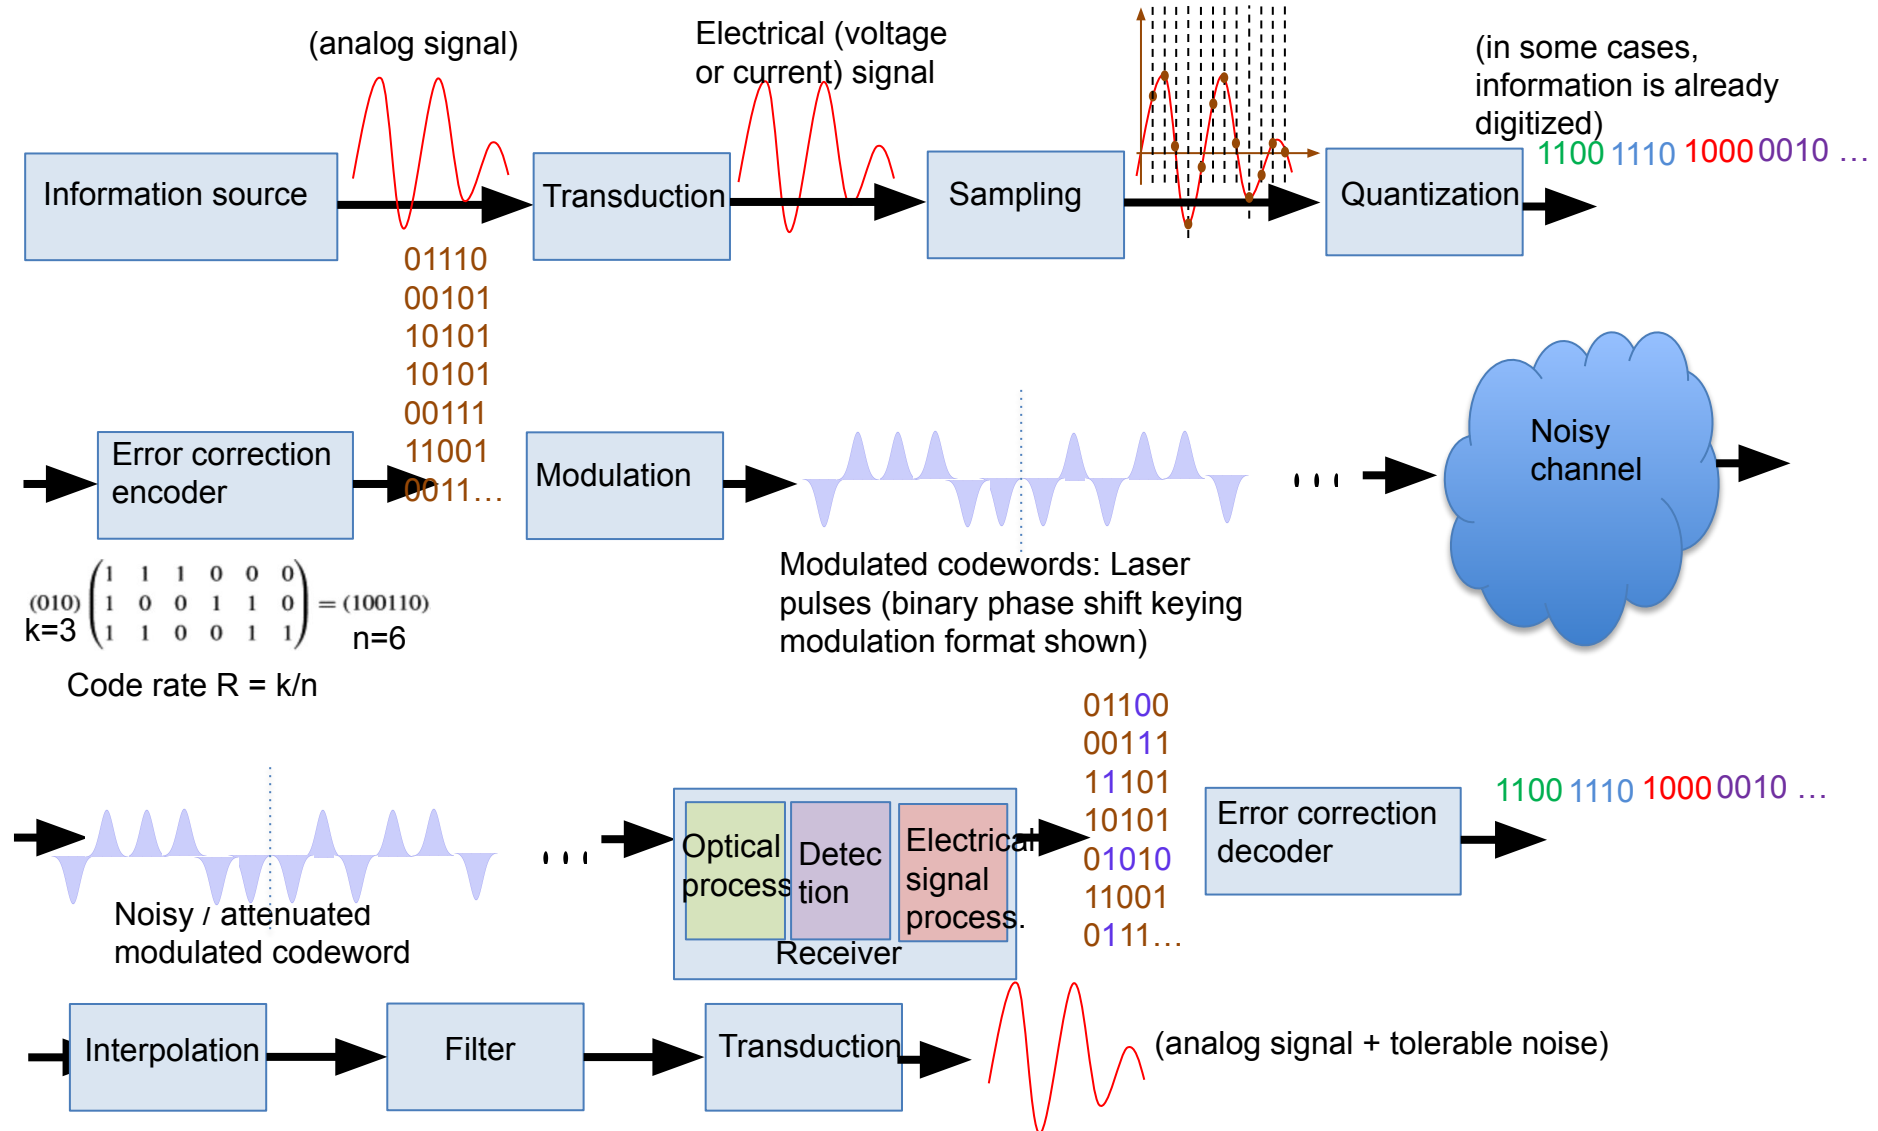 (analog signal)
Electrical (voltage
or current) signal
(in some cases,
information is already
digitized)
1100 1110 1000 0010 …
Information source
Transduction
Sampling
Quantization
01110
00101
10101
10101
00111
11001
0011…
Error correction
encoder
Modulation
Noisy
channel
(010) (1 1 1 0 0 0
1 0 0 1 1 0
1 1 0 0 1 1) = (100110)
k=3
n=6
Code rate R = k/n
Modulated codewords: Laser
pulses (binary phase shift keying
modulation format shown)
Noisy / attenuated
modulated codeword
Optical
process
Detec
tion
Electrical
signal
process.
Receiver
01100
00111
11101
10101
01010
11001
0111…
Error correction
decoder
1100 1110 1000 0010 …
Interpolation
Filter
Transduction
(analog signal + tolerable noise)